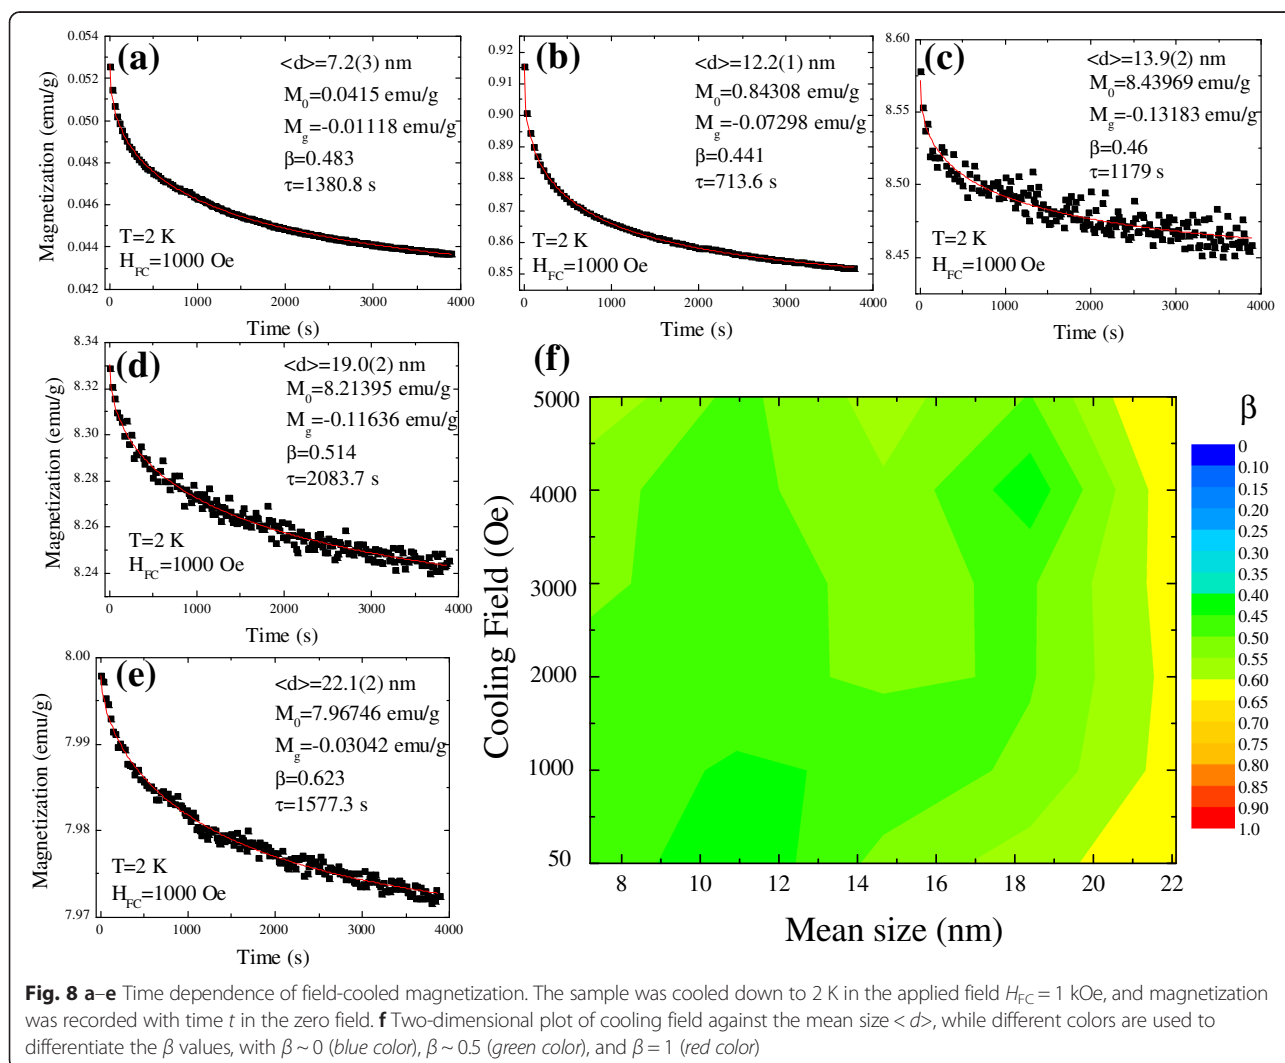 (a)
0.054
0.052
0.050
0.048
0.046
0.044
0.042
Magnetization (emu/g)
<d>=7.2(3) nm
M0=0.0415 emu/g
Mg=-0.01118 emu/g
β=0.483
τ=1380.8 s
T=2 K
HFC=1000 Oe
0 1000 2000 3000 4000
Time (s)
(b)
0.92
0.91
0.90
0.89
0.88
0.87
0.86
0.85
<d>=12.2(1) nm
M0=0.84308 emu/g
Mg=-0.07298 emu/g
β=0.441
τ=713.6 s
T=2 K
HFC=1000 Oe
0 1000 2000 3000 4000
Time (s)
(c)
8.60
8.55
8.50
8.45
<d>=13.9(2) nm
M0=8.43969 emu/g
Mg=-0.13183 emu/g
β=0.46
τ=1179 s
T=2 K
HFC=1000 Oe
0 1000 2000 3000 4000
Time (s)
(d)
8.34
8.32
8.30
8.28
8.26
8.24
Magnetization (emu/g)
<d>=19.0(2) nm
M0=8.21395 emu/g
Mg=-0.11636 emu/g
β=0.514
τ=2083.7 s
T=2 K
HFC=1000 Oe
0 1000 2000 3000 4000
Time (s)
(e)
8.00
7.99
7.98
7.97
Magnetization (emu/g)
<d>=22.1(2) nm
M0=7.96746 emu/g
Mg=-0.03042 emu/g
β=0.623
τ=1577.3 s
T=2 K
HFC=1000 Oe
0 1000 2000 3000 4000
Time (s)
(f)
5000
4000
3000
2000
1000
50
Cooling Field (Oe)
8 10 12 14 16 18 20 22
Mean size (nm)
β
0
0.10
0.15
0.20
0.25
0.30
0.35
0.40
0.45
0.50
0.55
0.60
0.65
0.70
0.75
0.80
0.85
0.90
1.0
Fig. 8 a–e Time dependence of field-cooled magnetization. The sample was cooled down to 2 K in the applied field HFC = 1 kOe, and magnetization
was recorded with time t in the zero field. f Two-dimensional plot of cooling field against the mean size < d>, while different colors are used to
differentiate the β values, with β ~ 0 (blue color), β ~ 0.5 (green color), and β = 1 (red color)